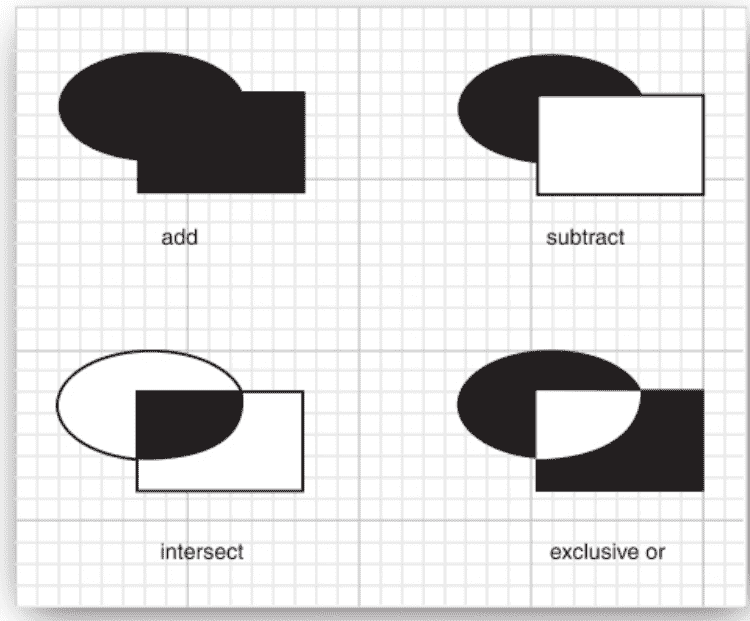 add
subtract
intersect
exclusive or